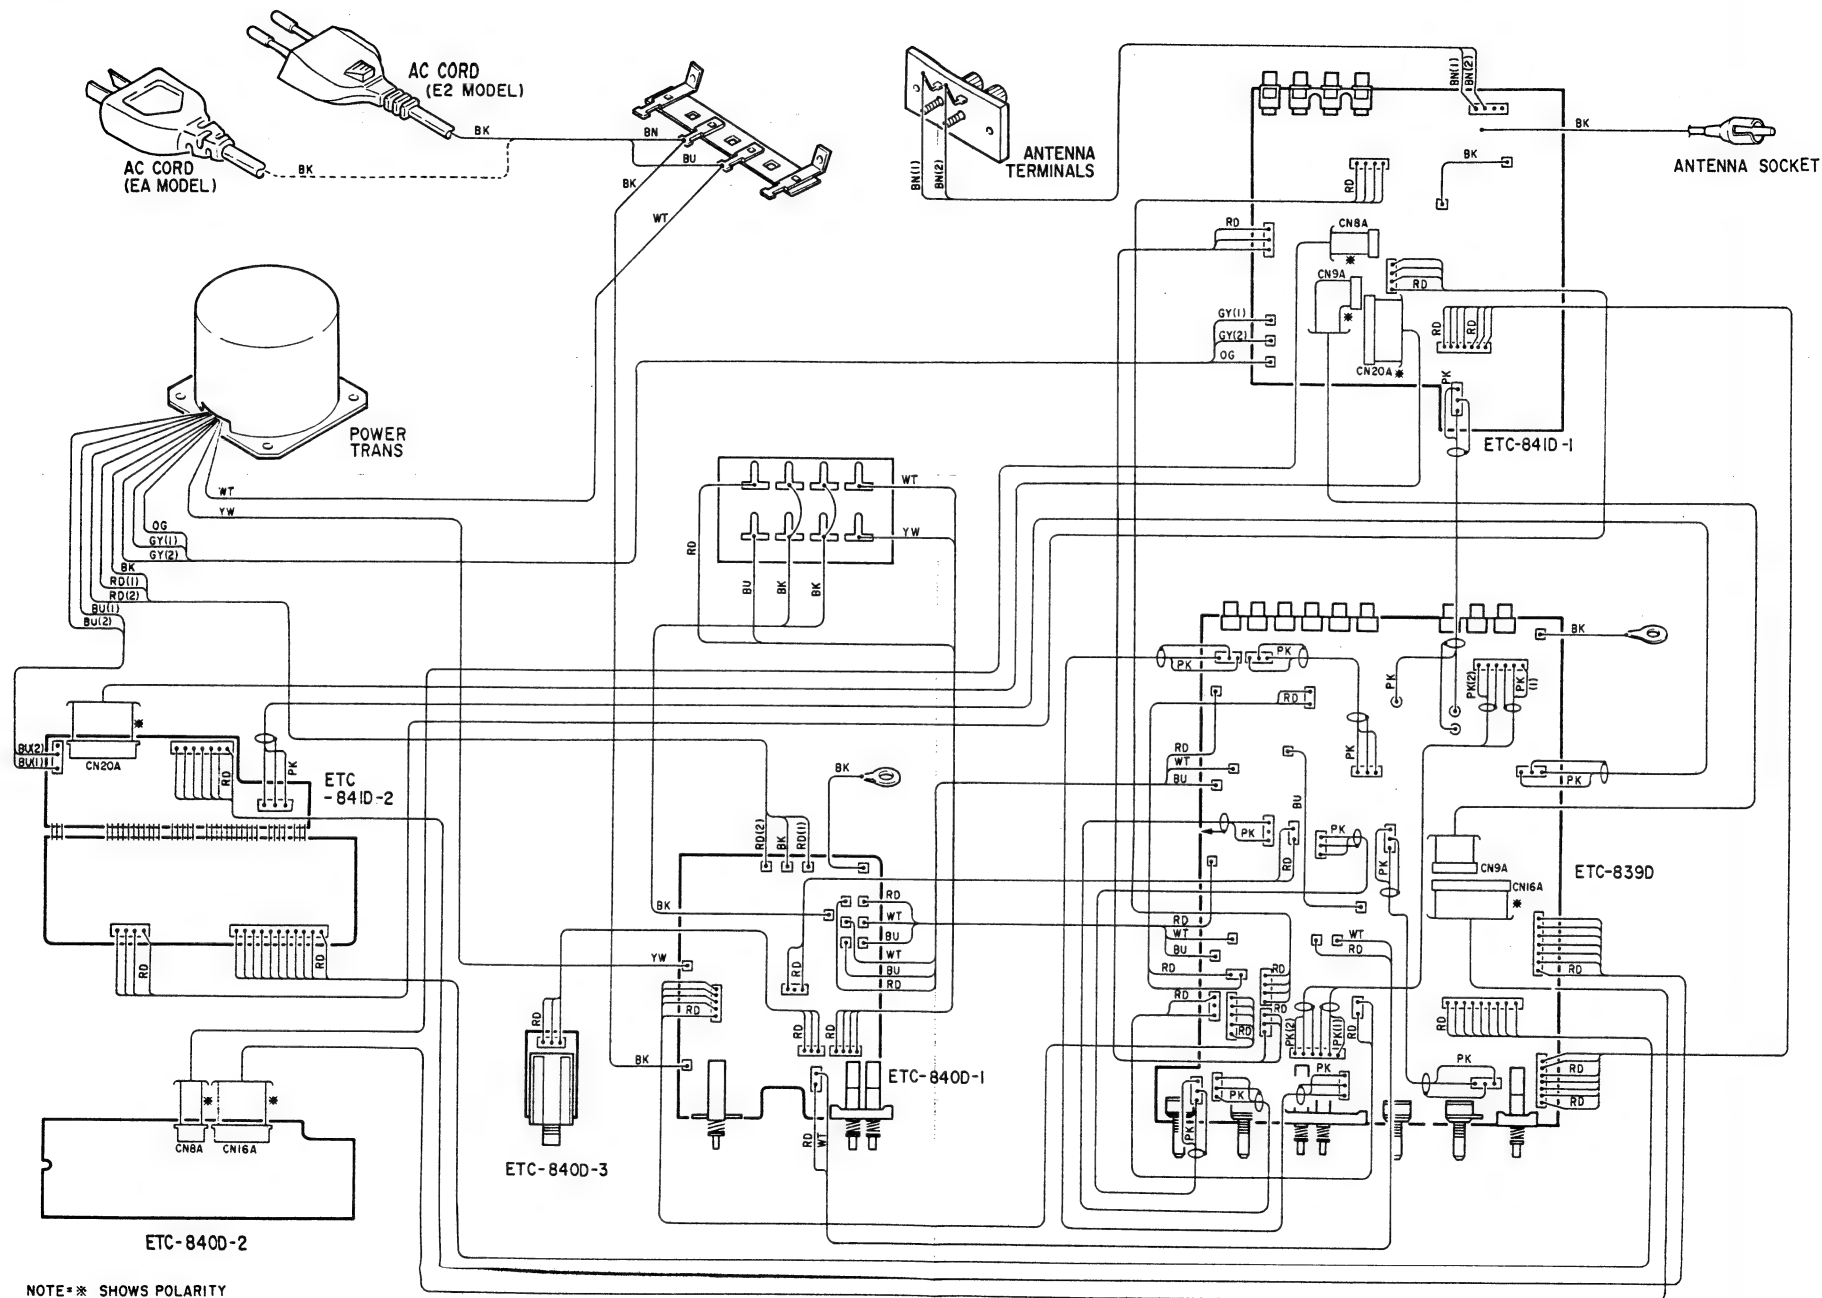 AC CORD
(E2 MODEL)
AC CORD
(EA MODEL)
BK
BK
BN
BU
BK
WT
ANTENNA
TERMINALS
BN(1)
BN(2)
BN(1)
BN(2)
BK
ANTENNA SOCKET
BK
RD
RD
CN8A
※
CN9A
※
RD
CN20A※
RD
RD
GY(1)
GY(2)
OG
PK
ETC-841D-1
POWER
TRANS
WT
YW
OG
GY(1)
GY(2)
BK
RD(1)
RD(2)
BU(1)
BU(2)
WT
YW
RD
BU
BK
BK
BU(2)
BU(1)
CN20A
※
RD
PK
ETC
-841D-2
RD
RD
CN8A
※
CN16A
※
ETC-840D-2
RD
ETC-840D-3
BK
RD(2)
BK
RD(1)
BK
YW
BK
RD
WT
BU
WT
BU
RD
RD
RD
RD
RD
RD
WT
ETC-840D-1
BK
PK
PK
RD
PK
PK
PK(2)
PK
(1)
RD
WT
BU
BU
PK
PK
RD
PK
PK
CN9A
CN16A
※
ETC-839D
RD
WT
BU
WT
RD
RD
RD
RD
RD
RD
RD
PK(2)
PK(1)
RD
RD
RD
PK
PK
PK
PK
RD
RD
NOTE=※ SHOWS POLARITY